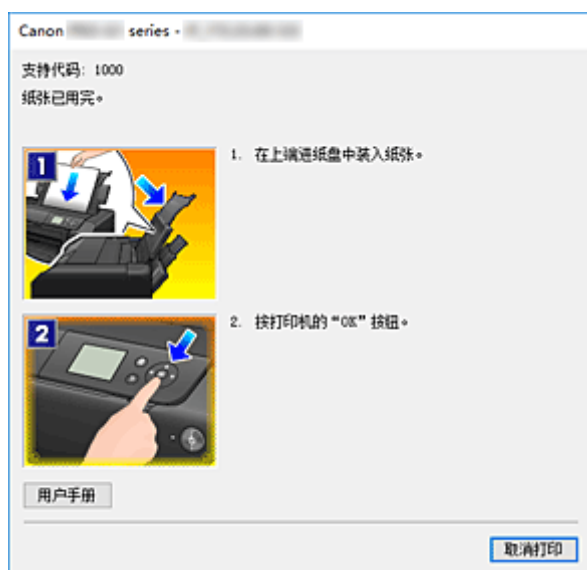 Canon series -
支持代码: 1000
纸张已用完。
1
1. 在上端进纸盘中装入纸张。
2
2. 按打印机的“OK”按钮。
用户手册
取消打印